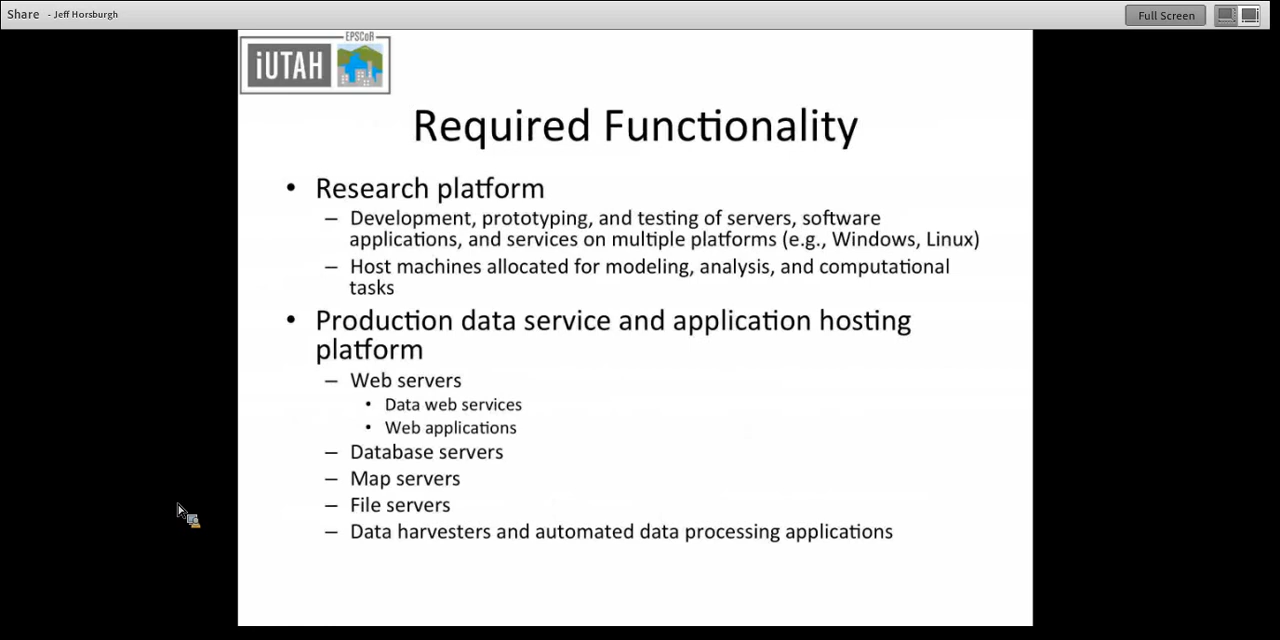 Share - Jeff Horsburgh
Full Screen
EPSCoR
iUTAH
Required Functionality
• Research platform
– Development, prototyping, and testing of servers, software
applications, and services on multiple platforms (e.g., Windows, Linux)
– Host machines allocated for modeling, analysis, and computational
tasks
• Production data service and application hosting
platform
– Web servers
• Data web services
• Web applications
– Database servers
– Map servers
– File servers
– Data harvesters and automated data processing applications